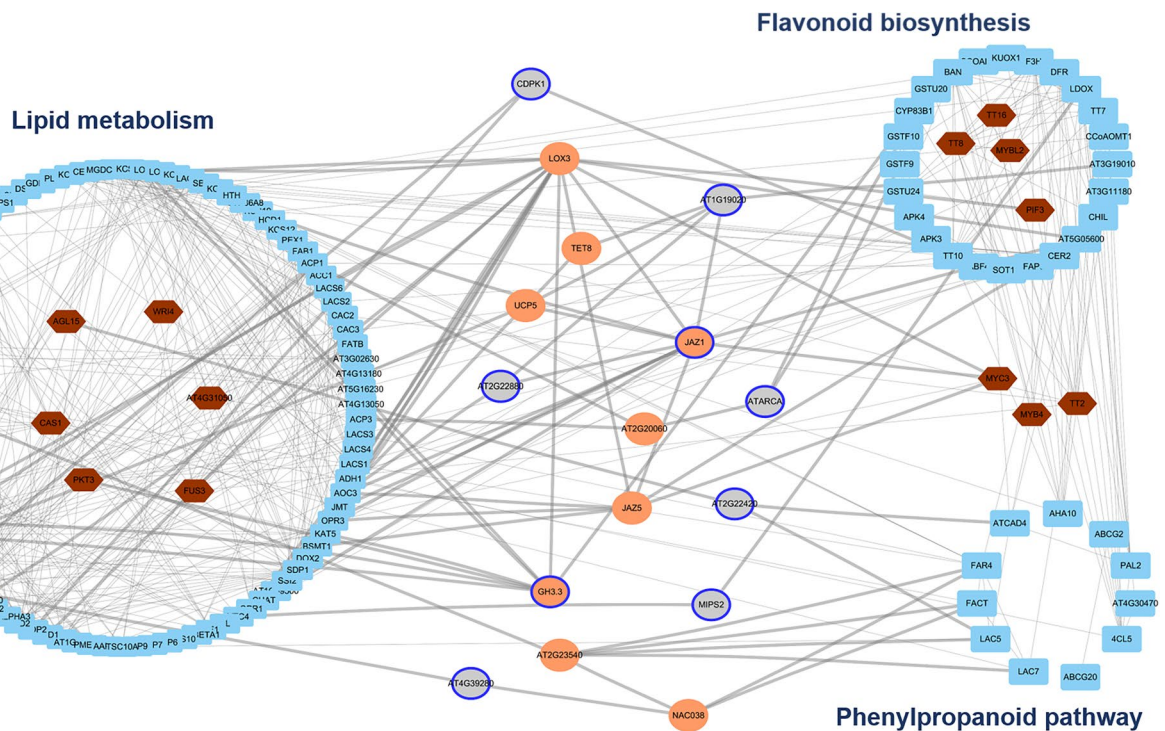 Flavonoid biosynthesis
Lipid metabolism
Phenylpropanoid pathway
CDPK1
LOX3
AT1G19020
TET8
UCP5
JAZ1
AT2G22880
ATARCA
AT2G20060
AT2G22420
JAZ5
GH3.3
MIPS2
AT2G23540
AT4G39280
NAC038
KUOX1
F3H
DFR
LDOX
TT7
CCoAOMT1
AT3G19010
AT3G11180
CHIL
AT5G05600
CER2
SOT1
TT10
APK3
APK4
GSTU24
GSTF9
GSTF10
CYP83B1
GSTU20
BAN
TT16
TT8
MYBL2
PIF3
MYC3
MYB4
TT2
AHA10
ATCAD4
ABCG2
FAR4
PAL2
FACT
AT4G30470
LAC5
4CL5
LAC7
ABCG20
AGL15
WRI4
AT4G31050
CAS1
PKT3
FUS3
MGDC
HTH
KCS12
PEX1
FAB1
ACP1
ACC1
LACS6
LACS2
CAC2
CAC3
FATB
AT3G02630
AT4G13180
AT5G16230
AT4G13050
ACP3
LACS3
LACS4
LACS1
ADH1
AOC3
JMT
OPR3
KAT5
BSMT1
DOX2
SDP1